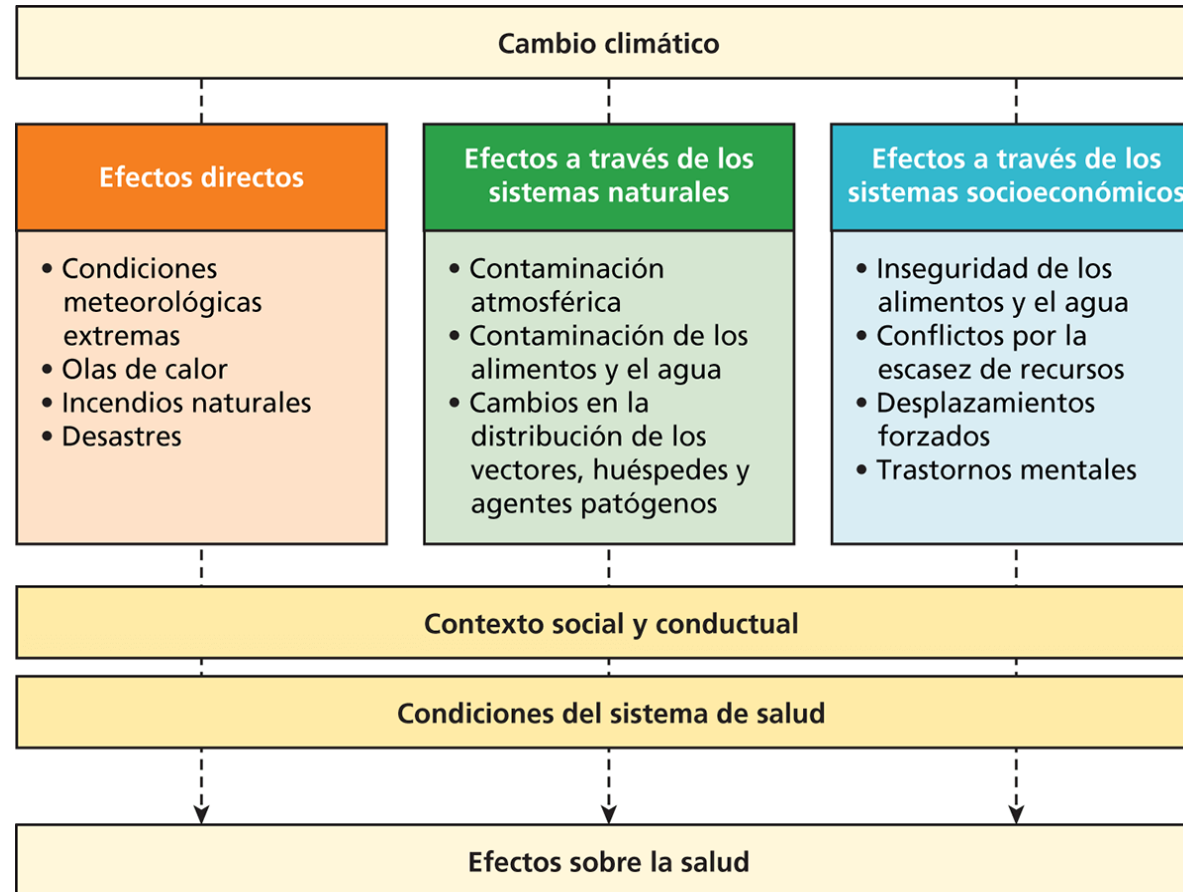 Cambio climático
Efectos directos
• Condiciones
meteorológicas
extremas
• Olas de calor
• Incendios naturales
• Desastres
Efectos a través de los
sistemas naturales
• Contaminación
atmosférica
• Contaminación de los
alimentos y el agua
• Cambios en la
distribución de los
vectores, huéspedes y
agentes patógenos
Efectos a través de los
sistemas socioeconómicos
• Inseguridad de los
alimentos y el agua
• Conflictos por la
escasez de recursos
• Desplazamientos
forzados
• Trastornos mentales
Contexto social y conductual
Condiciones del sistema de salud
Efectos sobre la salud